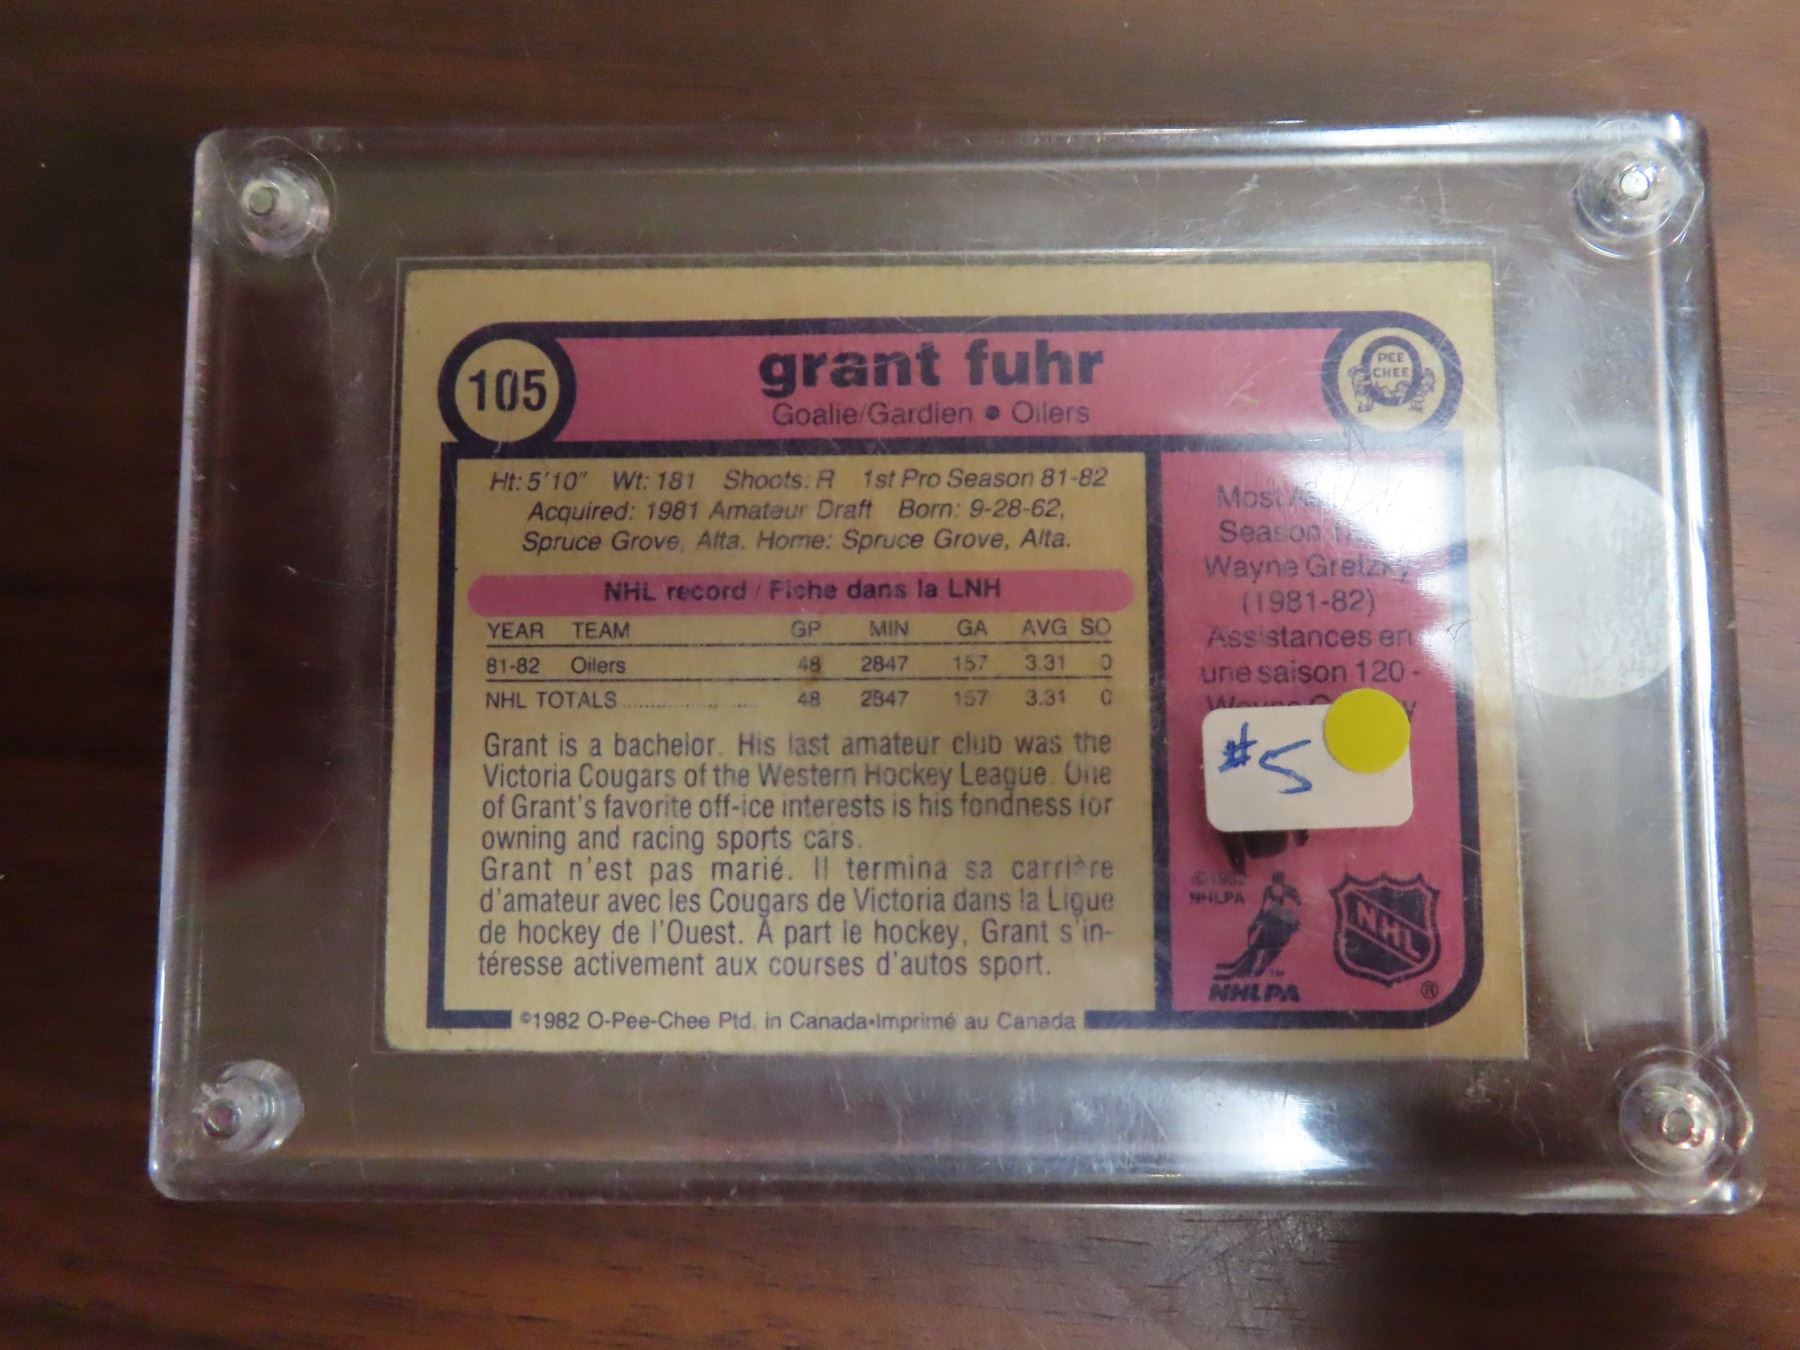 105
grant fuhr
Goalie/Gardien • Oilers
PEE
CHEE
Ht: 5'10" Wt: 181 Shoots: R 1st Pro Season 81-82
Acquired: 1981 Amateur Draft Born: 9-28-62,
Spruce Grove, Alta. Home: Spruce Grove, Alta.
NHL record / Fiche dans la LNH
YEAR TEAM GP MIN GA AVG SO
81-82 Oilers 48 2847 157 3.31 0
NHL TOTALS 48 2847 157 3.31 0
Grant is a bachelor. His last amateur club was the
Victoria Cougars of the Western Hockey League. One
of Grant's favorite off-ice interests is his fondness for
owning and racing sports cars.
Grant n'est pas marié. Il termina sa carrière
d'amateur avec les Cougars de Victoria dans la Ligue
de hockey de l'Ouest. A part le hockey, Grant s'in-
téresse activement aux courses d'autos sport.
©1982 O-Pee-Chee Ptd. in Canada•Imprimé au Canada
Most
Season
Wayne Gretzky
(1981-82)
Assistances en
une saison 120 -
Wayne
#5
©1982
NHLPA
NHL
®
TM
NHLPA